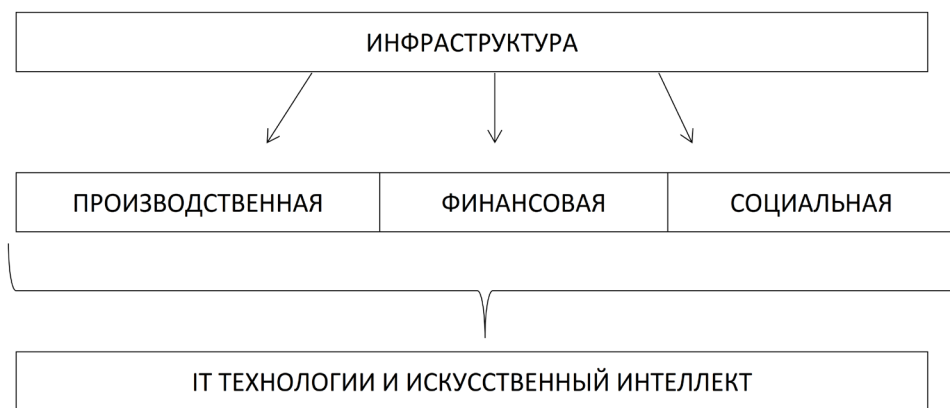 ИНФРАСТРУКТУРА
ПРОИЗВОДСТВЕННАЯ ФИНАНСОВАЯ СОЦИАЛЬНАЯ
IT ТЕХНОЛОГИИ И ИСКУССТВЕННЫЙ ИНТЕЛЛЕКТ